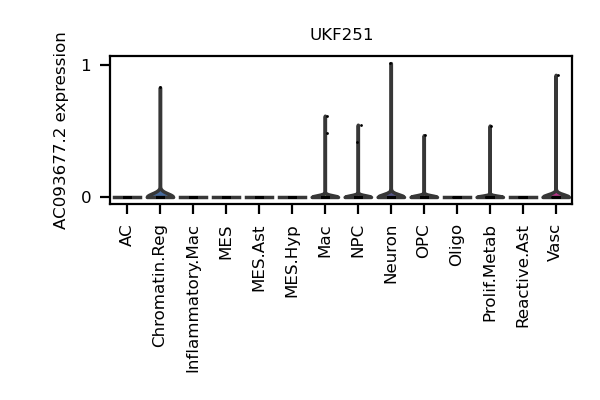 UKF251
AC093677.2 expression
1
0
AC
Chromatin.Reg
Inflammatory.Mac
MES
MES.Ast
MES.Hyp
Mac
NPC
Neuron
OPC
Oligo
Prolif.Metab
Reactive.Ast
Vasc